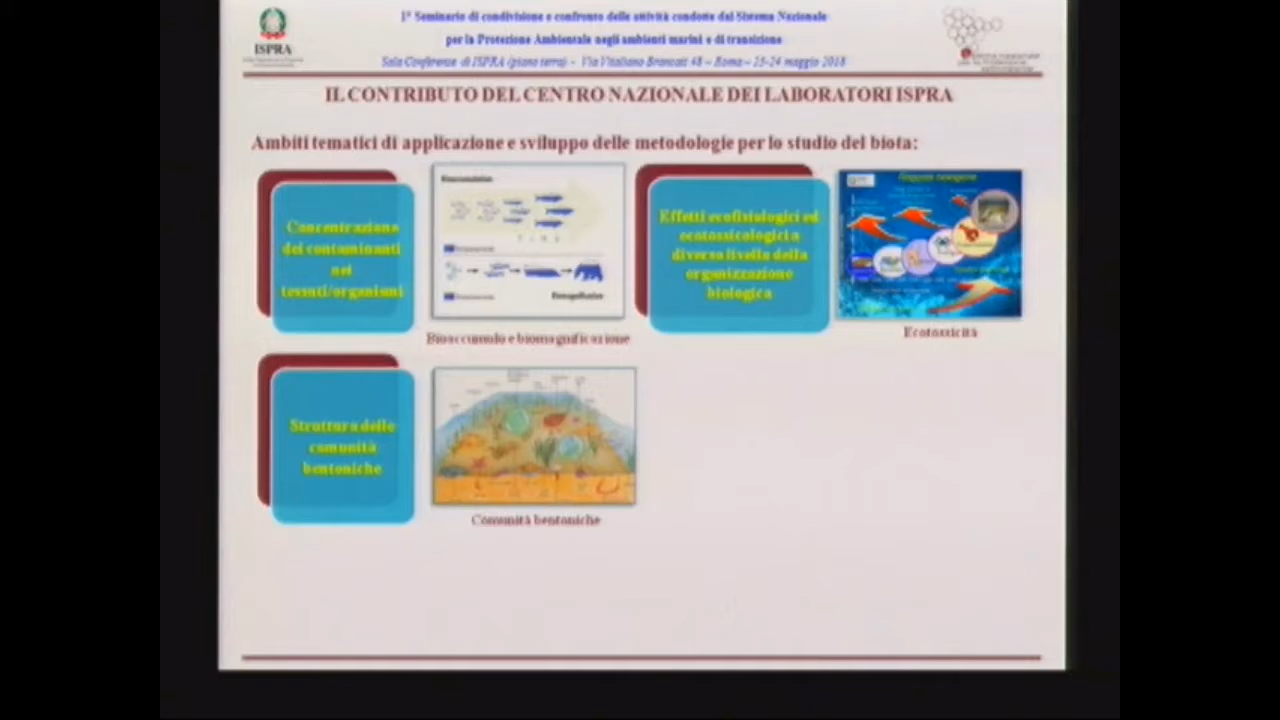 1° Seminario di condivisione e confronto delle attività condotte dal Sistema Nazionale
per la Protezione Ambientale negli ambienti marini e di transizione
Sala Conferenze di ISPRA (piano terra) - Via Vitaliano Brancati 48 – Roma – 23-24 maggio 2018
ISPRA
IL CONTRIBUTO DEL CENTRO NAZIONALE DEI LABORATORI ISPRA
Ambiti tematici di applicazione e sviluppo delle metodologie per lo studio del biota:
Concentrazione
dei contaminanti
nei
tessuti/organismi
Bioaccumulo e biomagnificazione
Effetti ecofisiologici ed
ecotossicologici a
diverso livello della
organizzazione
biologica
Ecotossicità
Struttura delle
comunità
bentoniche
Comunità bentoniche